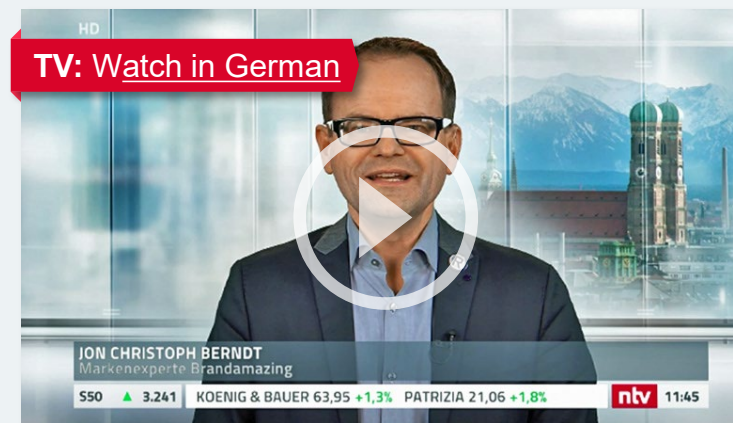 HD
TV: Watch in German
®
JON CHRISTOPH BERNDT
Markenexperte Brandamazing
S50 ▲ 3.241 KOENIG & BAUER 63,95 +1,3% PATRIZIA 21,06 +1,8% ntv 11:45